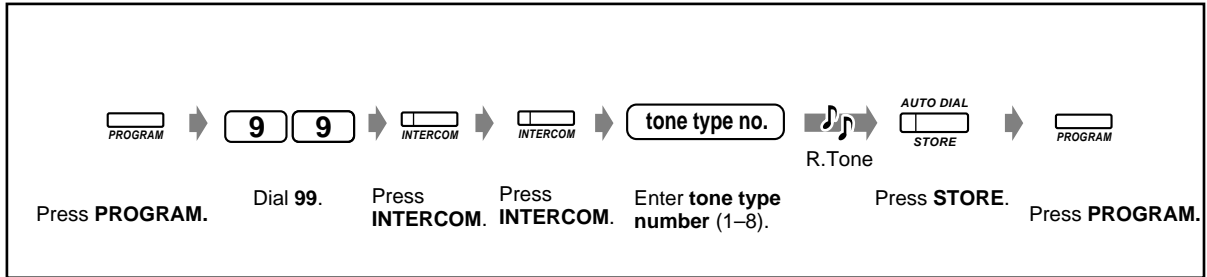 PROGRAM
9 9
INTERCOM
INTERCOM
tone type no.
R.Tone
AUTO DIAL
STORE
PROGRAM
Press PROGRAM.
Dial 99.
Press
INTERCOM.
Press
INTERCOM.
Enter tone type
number (1–8).
Press STORE.
Press PROGRAM.